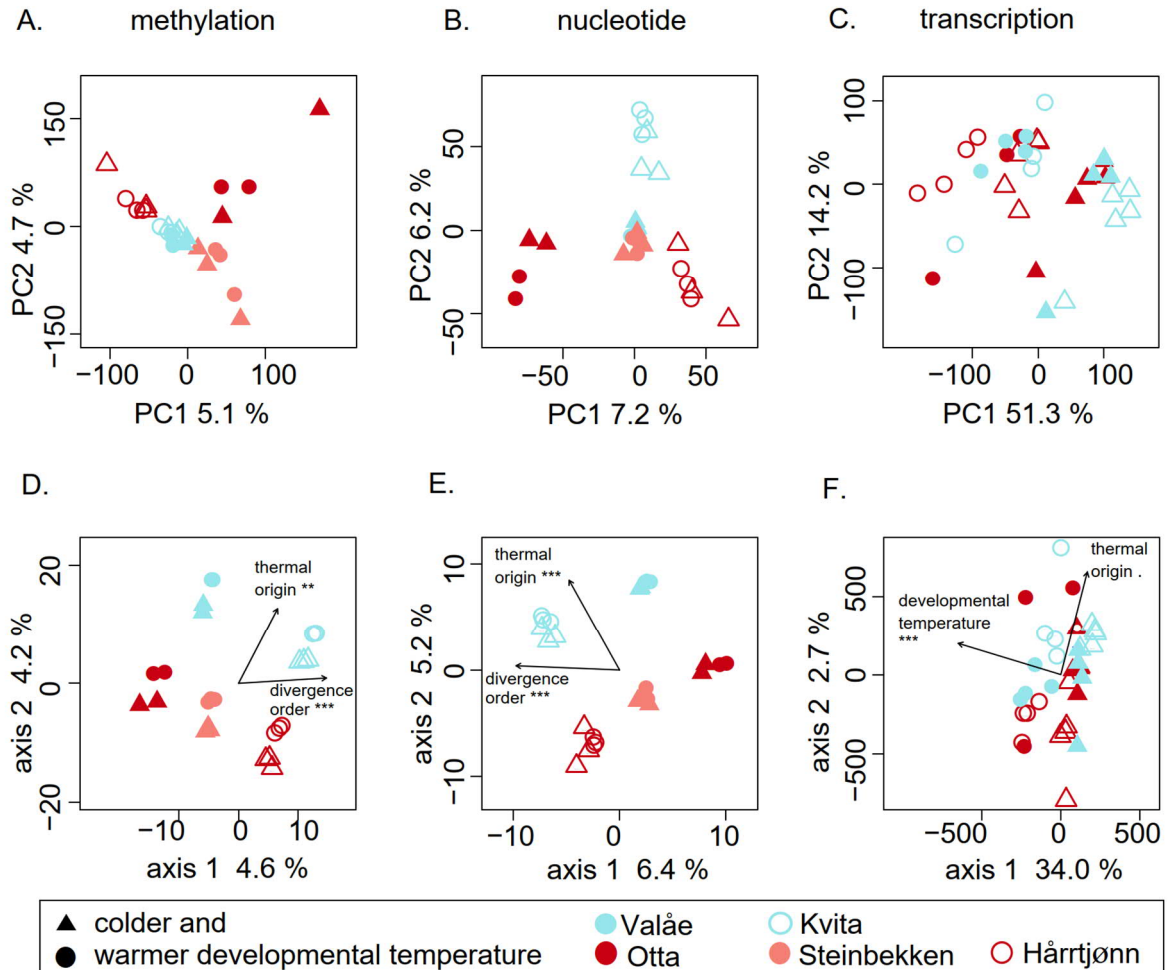 A. methylation
B. nucleotide
C. transcription
PC2 4.7 %
150
0
−150
−100 0 100
PC1 5.1 %
PC2 6.2 %
50
0
−50
−50 0 50
PC1 7.2 %
PC2 14.2 %
100
0
−100
−100 0 100
PC1 51.3 %
D.
axis 2 4.2 %
20
0
−20
thermal
origin **
divergence
order ***
−10 0 10
axis 1 4.6 %
E.
axis 2 5.2 %
10
0
−10
thermal
origin ***
divergence
order ***
−10 0 10
axis 1 6.4 %
F.
axis 2 2.7 %
500
0
−500
thermal
origin .
developmental
temperature
***
−500 0 500
axis 1 34.0 %
colder and
warmer developmental temperature
Valåe Kvita
Otta Steinbekken Hårrtjønn